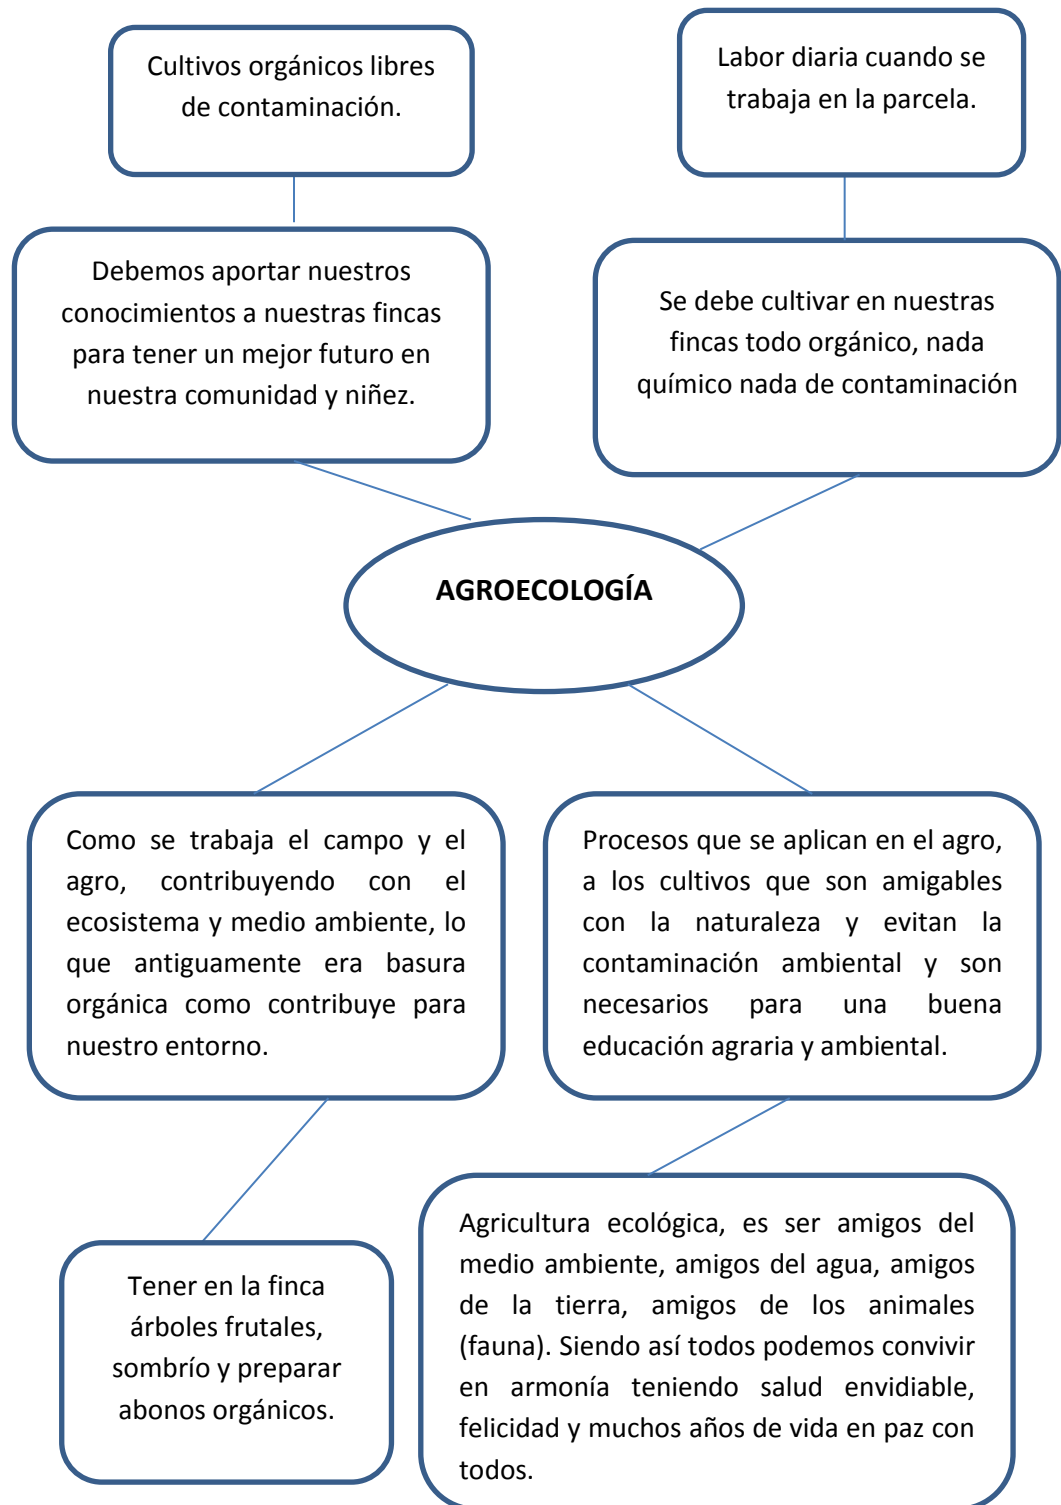 Cultivos orgánicos libres
de contaminación.
Labor diaria cuando se
trabaja en la parcela.
Debemos aportar nuestros
conocimientos a nuestras fincas
para tener un mejor futuro en
nuestra comunidad y niñez.
Se debe cultivar en nuestras
fincas todo orgánico, nada
químico nada de contaminación
AGROECOLOGÍA
Como se trabaja el campo y el
agro, contribuyendo con el
ecosistema y medio ambiente, lo
que antiguamente era basura
orgánica como contribuye para
nuestro entorno.
Procesos que se aplican en el agro,
a los cultivos que son amigables
con la naturaleza y evitan la
contaminación ambiental y son
necesarios para una buena
educación agraria y ambiental.
Tener en la finca
árboles frutales,
sombrío y preparar
abonos orgánicos.
Agricultura ecológica, es ser amigos del
medio ambiente, amigos del agua, amigos
de la tierra, amigos de los animales
(fauna). Siendo así todos podemos convivir
en armonía teniendo salud envidiable,
felicidad y muchos años de vida en paz con
todos.